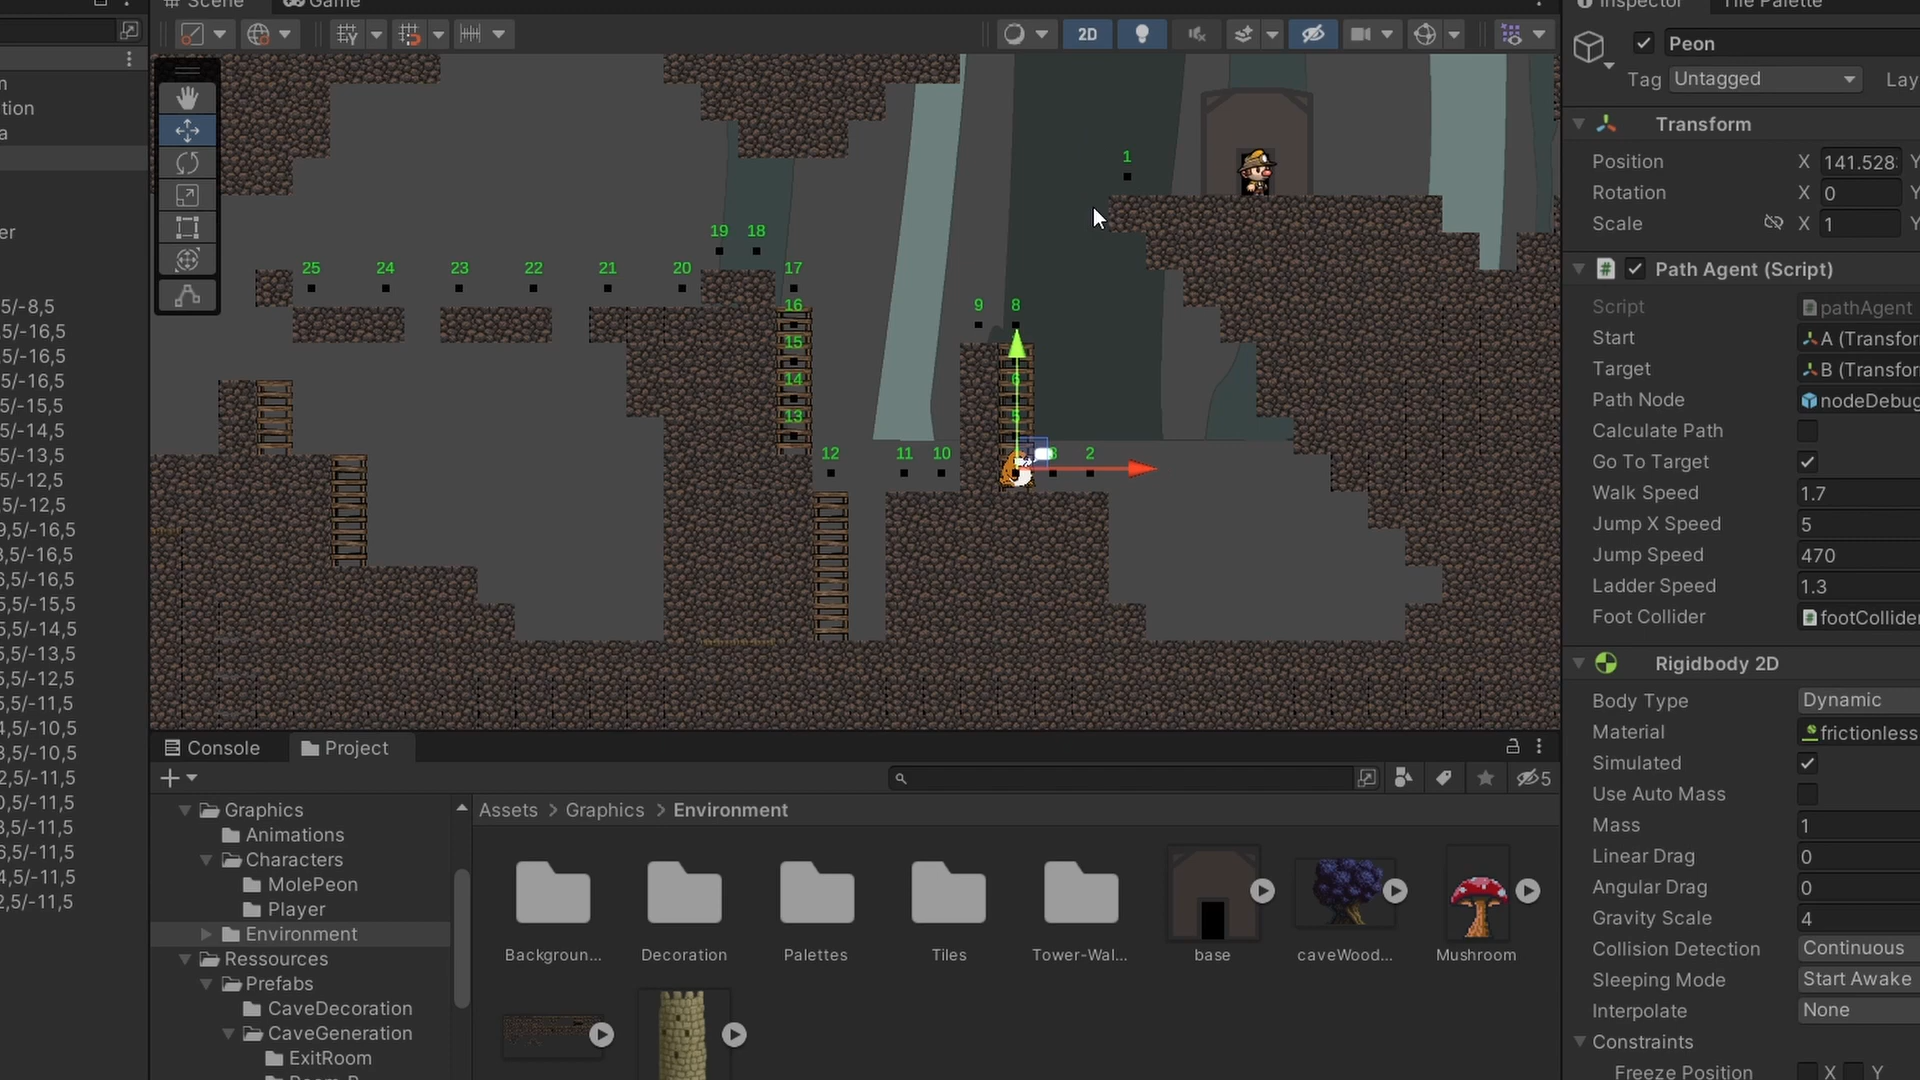 Scene
Game
Inspector
Tile Palette
2D
Peon
Tag
Untagged
Lay
m
tion
a
er
5/-8,5
,5/-16,5
,5/-16,5
5/-16,5
5/-15,5
5/-14,5
5/-13,5
5/-12,5
5/-12,5
9,5/-16,5
3,5/-16,5
6,5/-16,5
5,5/-15,5
5,5/-14,5
5,5/-13,5
5,5/-12,5
5,5/-11,5
4,5/-10,5
3,5/-10,5
2,5/-11,5
0,5/-11,5
8,5/-11,5
6,5/-11,5
4,5/-11,5
2,5/-11,5
1
19
18
25
24
23
22
21
20
17
16
15
14
13
9
8
6
5
12
11
10
3
2
Transform
Position
X
141.528
Y
Rotation
X
0
Y
Scale
X
1
Y
Path Agent (Script)
Script
pathAgent
Start
A (Transfor
Target
B (Transfor
Path Node
nodeDebug
Calculate Path
Go To Target
Walk Speed
1.7
Jump X Speed
5
Jump Speed
470
Ladder Speed
1.3
Foot Collider
footCollider
Rigidbody 2D
Body Type
Dynamic
Material
frictionless
Simulated
Use Auto Mass
Mass
1
Linear Drag
0
Angular Drag
0
Gravity Scale
4
Collision Detection
Continuous
Sleeping Mode
Start Awake
Interpolate
None
Constraints
Freeze Position
X
Y
Console
Project
5
Graphics
Animations
Characters
MolePeon
Player
Environment
Ressources
Prefabs
CaveDecoration
CaveGeneration
ExitRoom
Assets > Graphics > Environment
Backgroun...
Decoration
Palettes
Tiles
Tower-Wal...
base
caveWood...
Mushroom